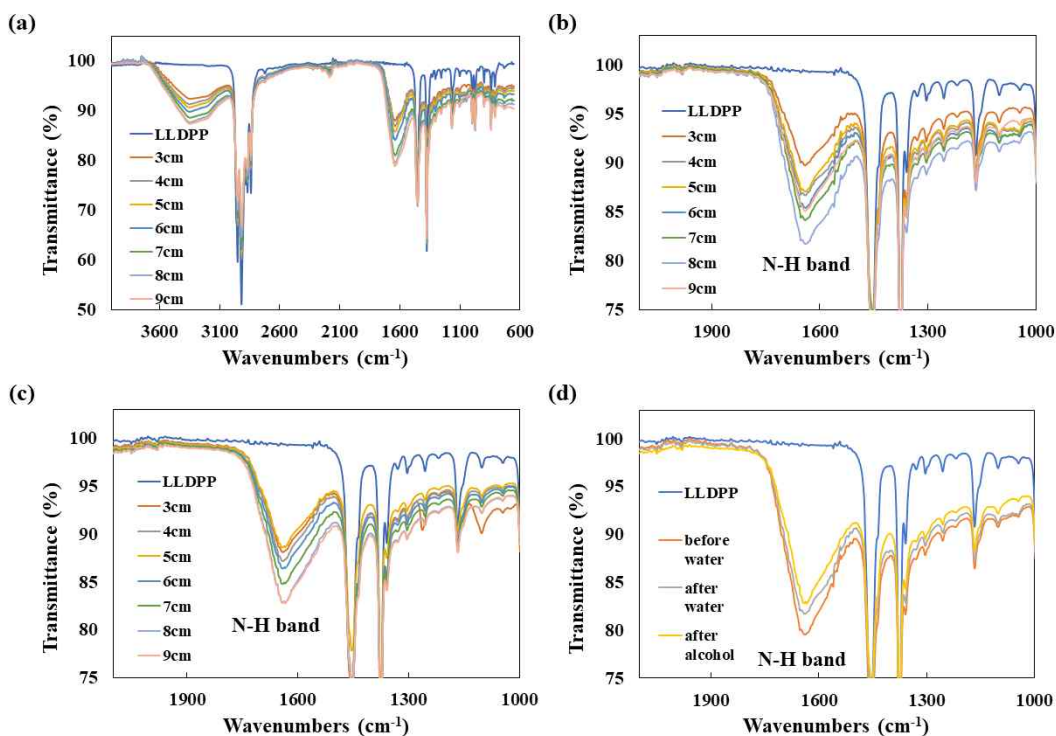 (a)
Transmittance (%)
100
90
80
70
60
50
LLDPP
3cm
4cm
5cm
6cm
7cm
8cm
9cm
3600 3100 2600 2100 1600 1100 600
Wavenumbers (cm-1)
(b)
Transmittance (%)
100
95
90
85
80
75
LLDPP
3cm
4cm
5cm
6cm
7cm
8cm
9cm
N-H band
1900 1600 1300 1000
Wavenumbers (cm-1)
(c)
Transmittance (%)
100
95
90
85
80
75
LLDPP
3cm
4cm
5cm
6cm
7cm
8cm
9cm
N-H band
1900 1600 1300 1000
Wavenumbers (cm-1)
(d)
Transmittance (%)
100
95
90
85
80
75
LLDPP
before
water
after
water
after
alcohol
N-H band
1900 1600 1300 1000
Wavenumbers (cm-1)